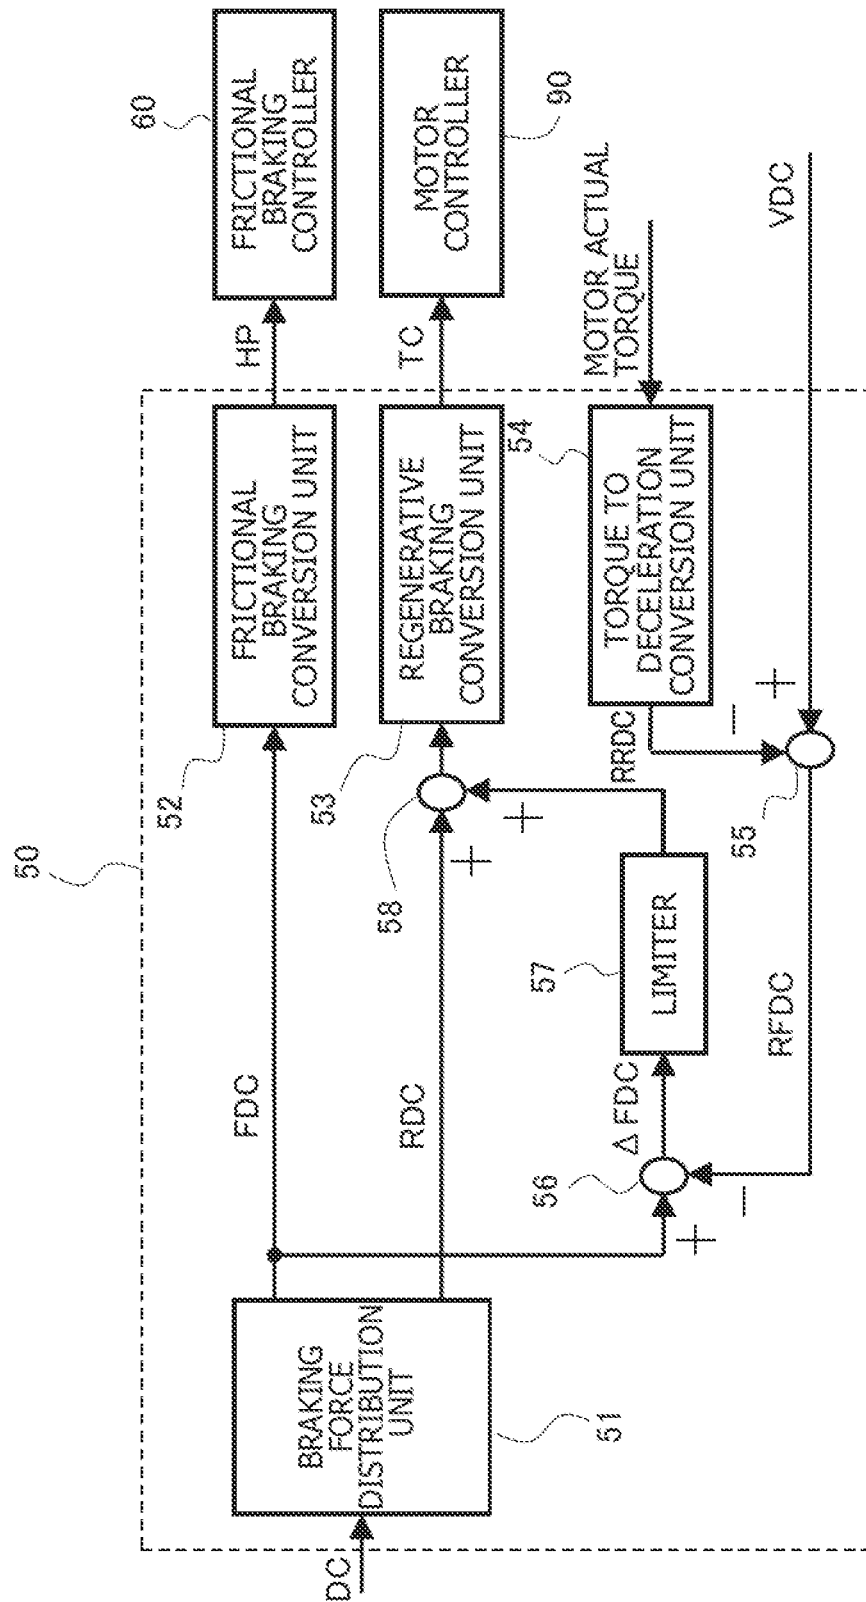 50
DC
BRAKING
FORCE
DISTRIBUTION
UNIT
51
FDC
52
FRICTIONAL
BRAKING
CONVERSION UNIT
HP
60
FRICTIONAL
BRAKING
CONTROLLER
RDC
58
+
+
53
REGENERATIVE
BRAKING
CONVERSION UNIT
TC
MOTOR
CONTROLLER
90
+
−
56
Δ FDC
57
LIMITER
RRDC
54
TORQUE TO
DECELERATION
CONVERSION UNIT
MOTOR ACTUAL
TORQUE
−
+
55
RFDC
VDC